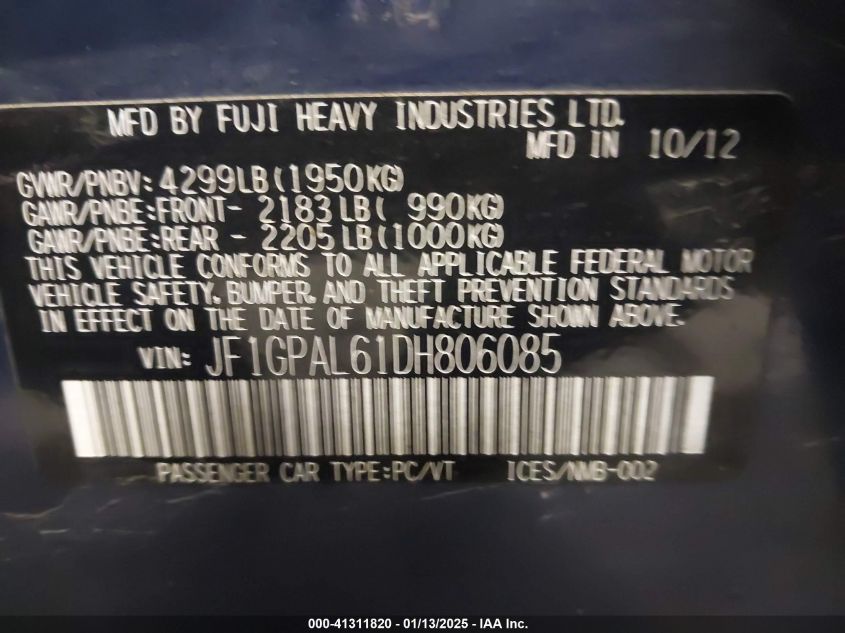 MFD BY FUJI HEAVY INDUSTRIES LTD.
MFD IN 10/12
GVWR/PNBV: 4299LB(1950KG)
GAWR/PNBE:FRONT- 2183LB( 990KG)
GAWR/PNBE:REAR - 2205LB(1000KG)
THIS VEHICLE CONFORMS TO ALL APPLICABLE FEDERAL MOTOR
VEHICLE SAFETY, BUMPER, AND THEFT PREVENTION STANDARDS
IN EFFECT ON THE DATE OF MANUFACTURE SHOWN ABOVE.
VIN: JF1GPAL61DH806085
PASSENGER CAR TYPE:PC/VT ICES/NMB-002
000-41311820 - 01/13/2025 - IAA Inc.